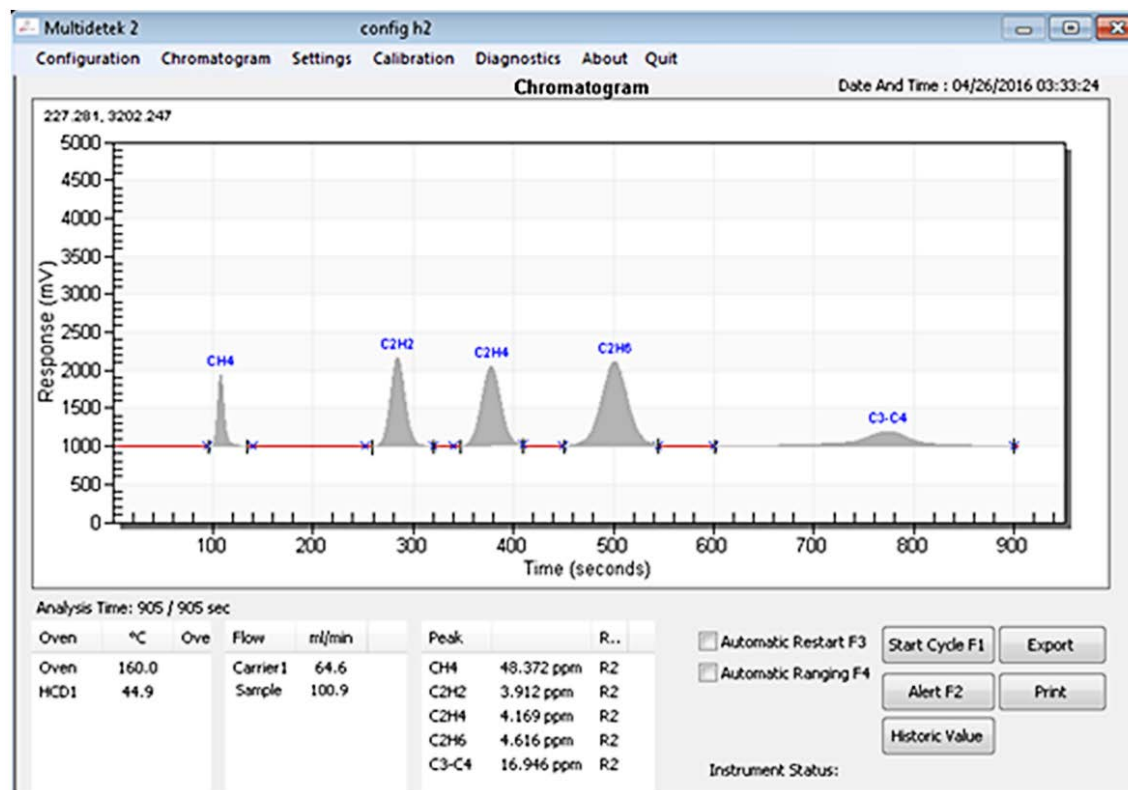 Multidetek 2 config h2
Configuration Chromatogram Settings Calibration Diagnostics About Quit
Chromatogram Date And Time : 04/26/2016 03:33:24
227.281, 3202.247
5000
4500
4000
3500
3000
2500
2000
1500
1000
500
0
Response (mV)
CH4
C2H2
C2H4
C2H6
C3-C4
100 200 300 400 500 600 700 800 900
Time (seconds)
Analysis Time: 905 / 905 sec
Oven ºC Ove
Oven 160.0
HCD1 44.9
Flow ml/min
Carrier1 64.6
Sample 100.9
Peak R..
CH4 48.372 ppm R2
C2H2 3.912 ppm R2
C2H4 4.169 ppm R2
C2H6 4.616 ppm R2
C3-C4 16.946 ppm R2
Automatic Restart F3
Automatic Ranging F4
Start Cycle F1 Export
Alert F2 Print
Historic Value
Instrument Status: